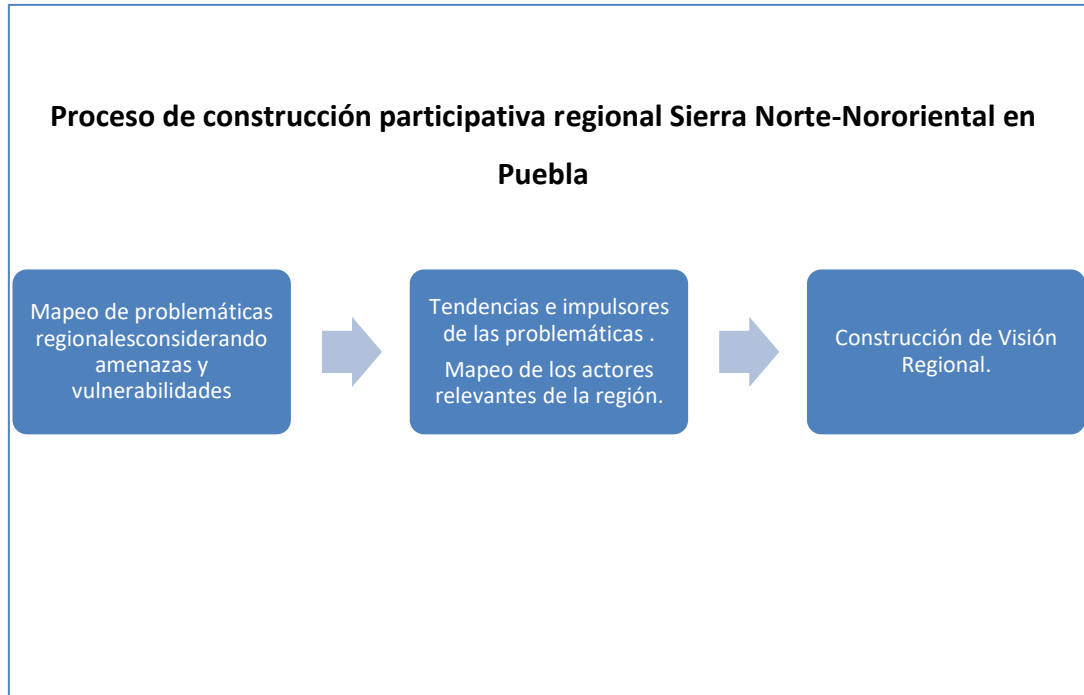 Proceso de construcción participativa regional Sierra Norte-Nororiental en
Puebla
Mapeo de problemáticas
regionalesconsiderando
amenazas y
vulnerabilidades
Tendencias e impulsores
de las problemáticas .
Mapeo de los actores
relevantes de la región.
Construcción de Visión
Regional.